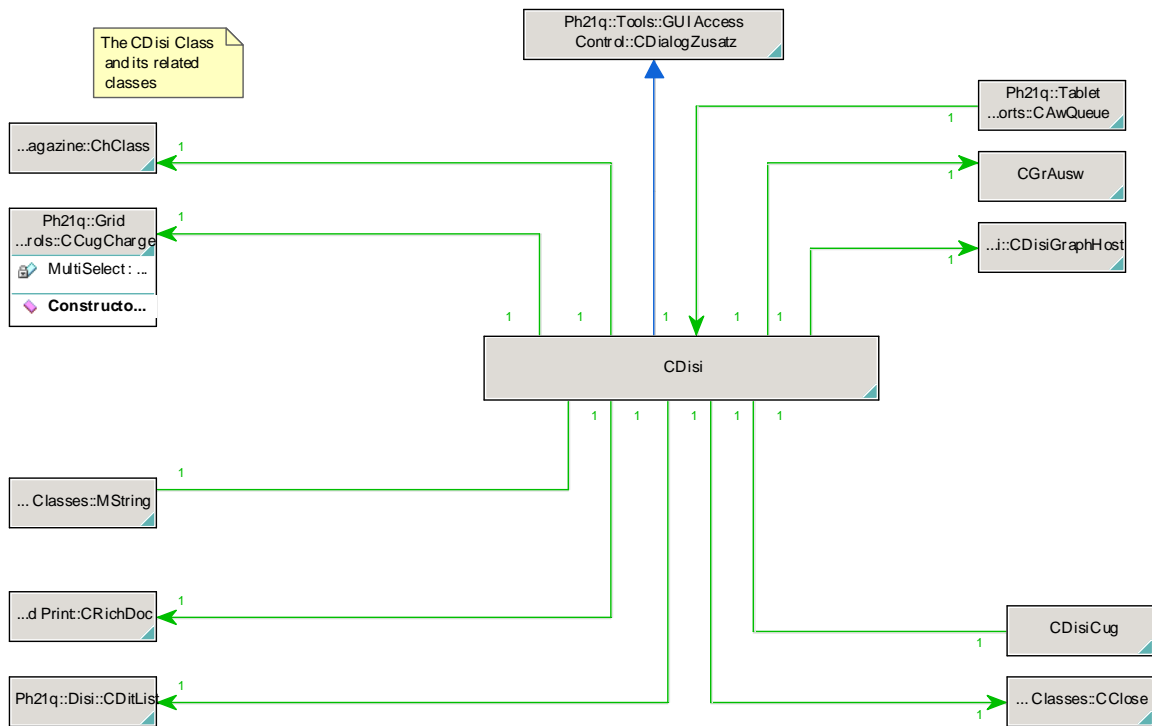 Ph21q::Tools::GUI Access
Control::CDialogZusatz
The CDisi Class
and its related
classes
Ph21q::Tablet
...orts::CAwQueue
1
...agazine::ChClass
1
CGrAusw
1
Ph21q::Grid
...rols::CCugCharge
1
MultiSelect : ...
Constructo...
...i::CDisiGraphHost
1
1
1
1
1
1
CDisi
1
1
1
1
1
... Classes::MString
1
...d Print::CRichDoc
1
CDisiCug
1
Ph21q::Disi::CDitList
1
... Classes::CClose
1